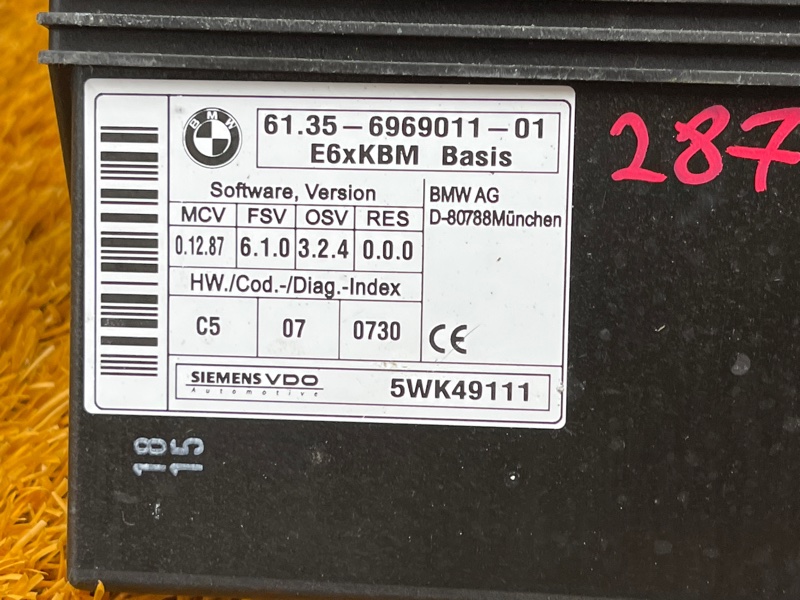 BMW
61.35-6969011-01
E6xKBM Basis
287
Software, Version
MCV FSV OSV RES
0.12.87 6.1.0 3.2.4 0.0.0
BMW AG
D-80788München
HW./Cod.-/Diag.-Index
C5 07 0730
CE
SIEMENS VDO
Automotive
5WK49111
18
15